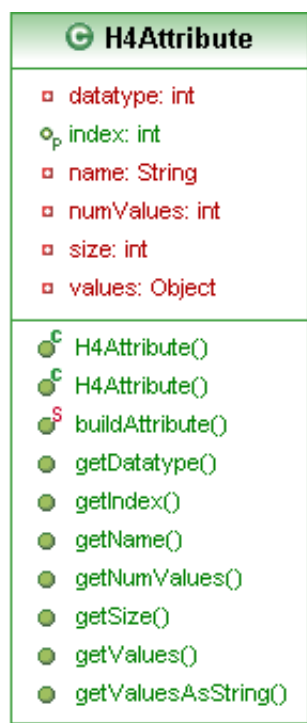 C H4Attribute
datatype: int
P index: int
name: String
numValues: int
size: int
values: Object
C H4Attribute()
C H4Attribute()
S buildAttribute()
getDatatype()
getIndex()
getName()
getNumValues()
getSize()
getValues()
getValuesAsString()